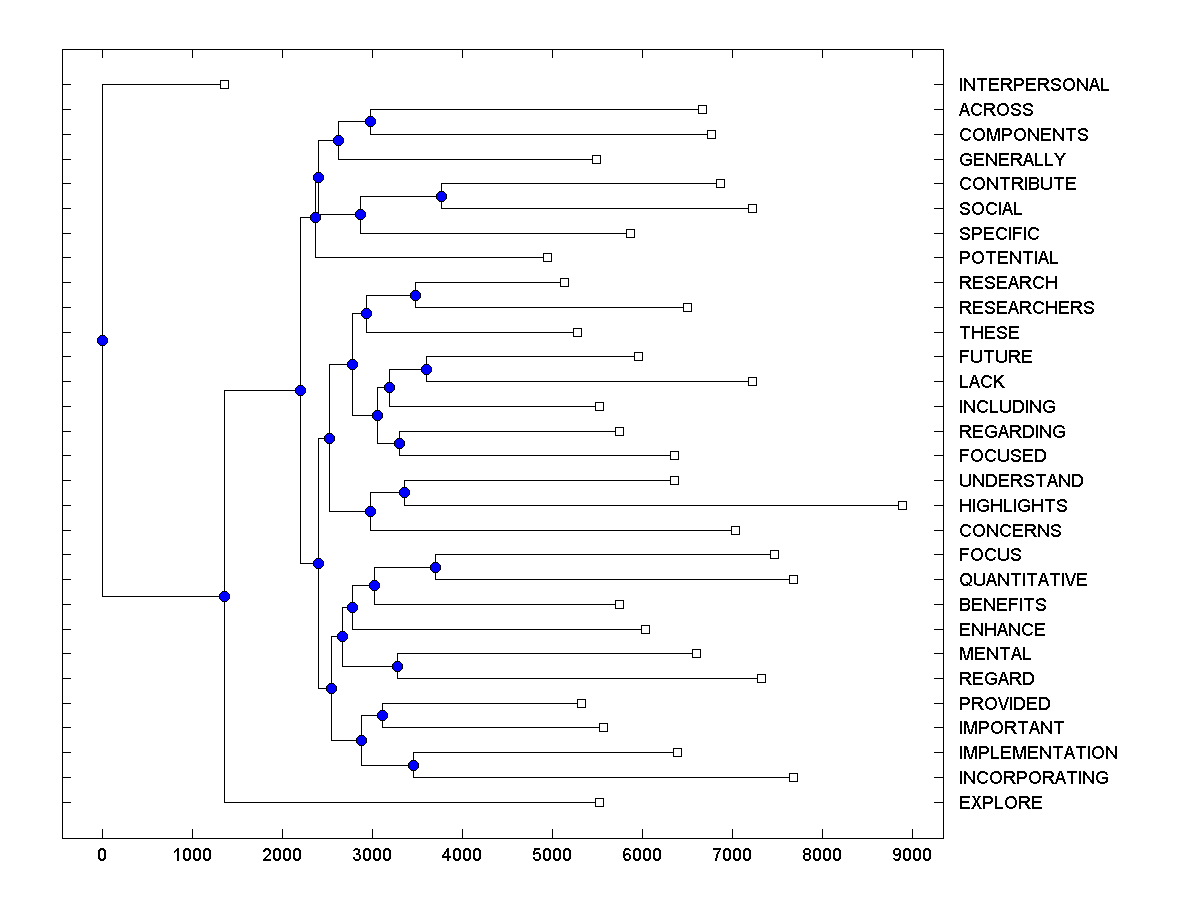 INTERPERSONAL
ACROSS
COMPONENTS
GENERALLY
CONTRIBUTE
SOCIAL
SPECIFIC
POTENTIAL
RESEARCH
RESEARCHERS
THESE
FUTURE
LACK
INCLUDING
REGARDING
FOCUSED
UNDERSTAND
HIGHLIGHTS
CONCERNS
FOCUS
QUANTITATIVE
BENEFITS
ENHANCE
MENTAL
REGARD
PROVIDED
IMPORTANT
IMPLEMENTATION
INCORPORATING
EXPLORE
0 1000 2000 3000 4000 5000 6000 7000 8000 9000